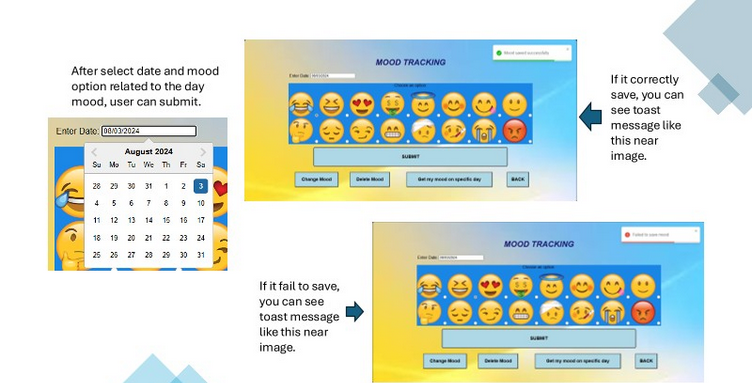 After select date and mood
option related to the day
mood, user can submit.
Enter Date: 08/03/2024
August 2024
Su Mo Tu We Th Fr Sa
28 29 30 31 1 2 3
4 5 6 7 8 9 10
11 12 13 14 15 16 17
18 19 20 21 22 23 24
25 26 27 28 29 30 31
Mood saved successfully
MOOD TRACKING
Enter Date: 08/03/2024
Choose an option
SUBMIT
Change Mood Delete Mood Get my mood on specific day BACK
If it correctly
save, you can
see toast
message like
this near
image.
If it fail to save,
you can see
toast message
like this near
image.
Failed to save mood
MOOD TRACKING
Enter Date: 08/03/2024
Choose an option
SUBMIT
Change Mood Delete Mood Get my mood on specific day BACK